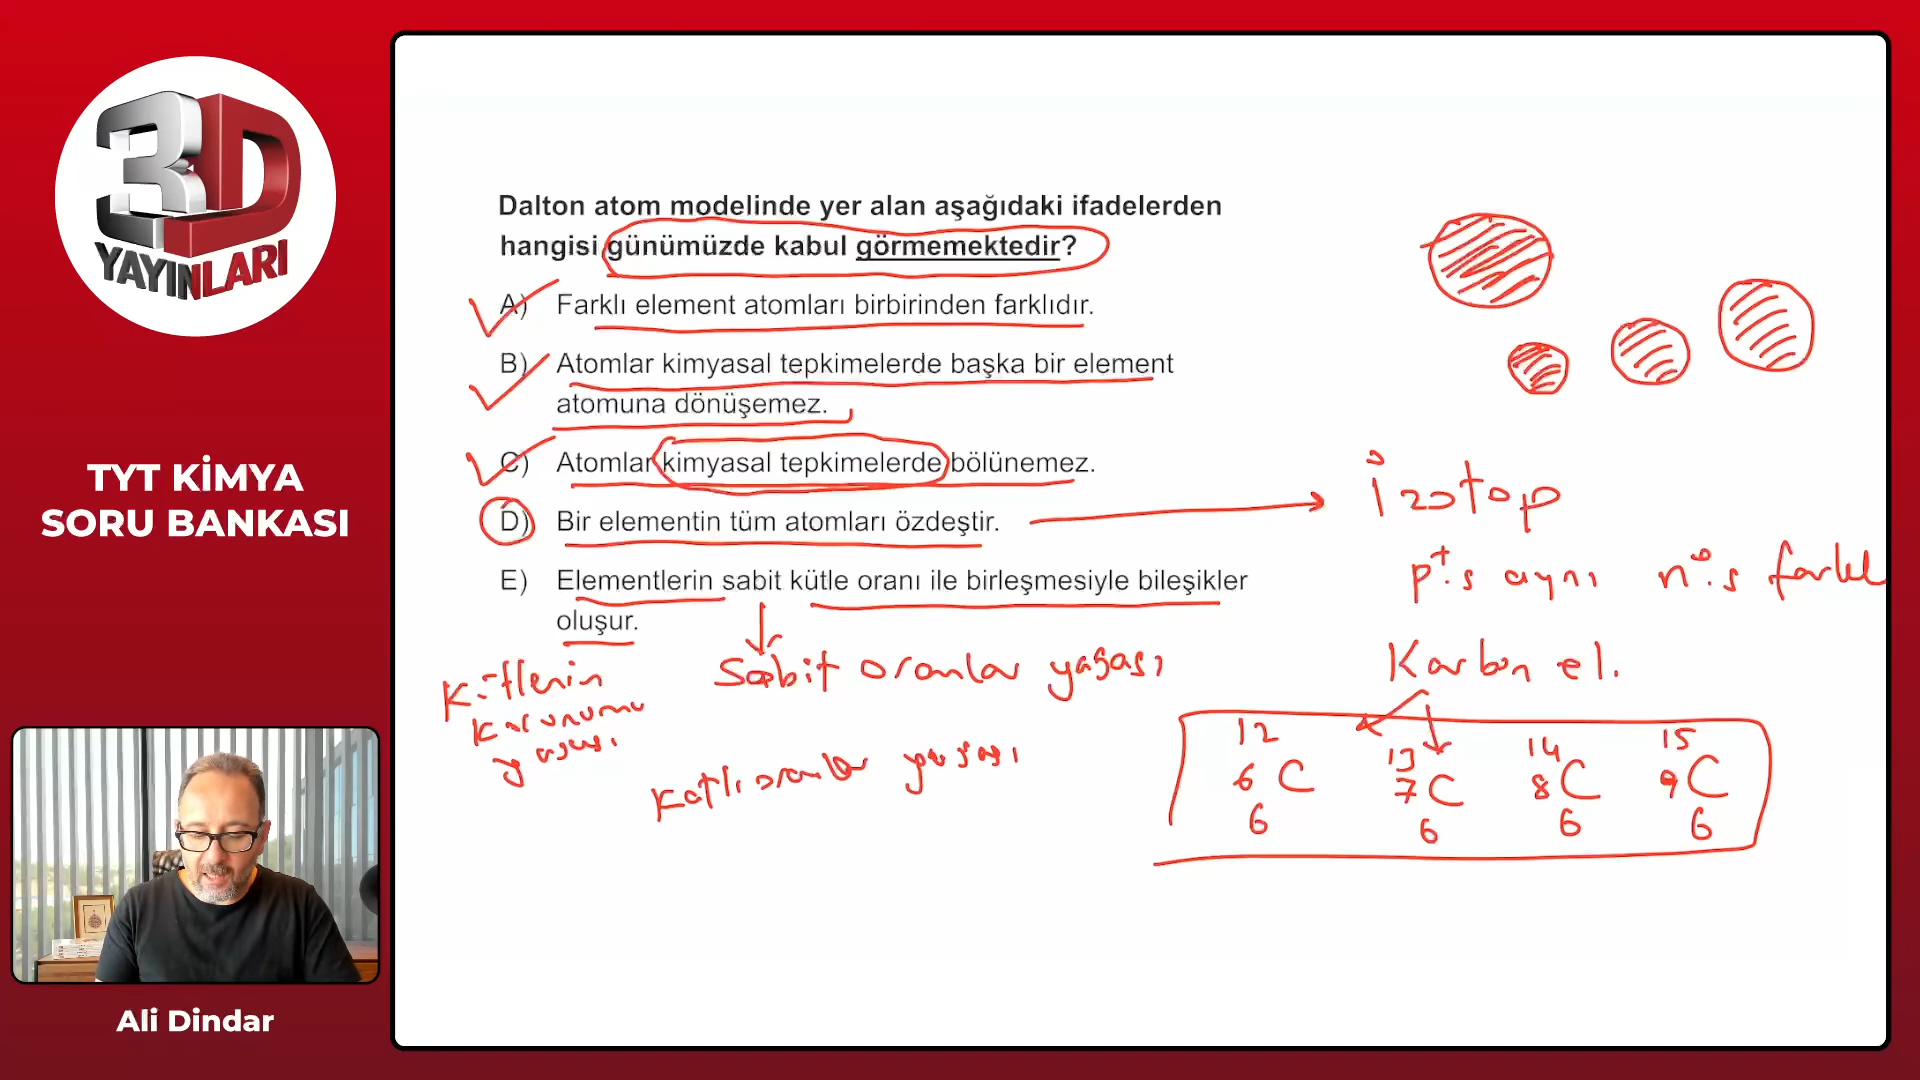 3D
YAYINLARI
TYT KİMYA
SORU BANKASI
Ali Dindar
Dalton atom modelinde yer alan aşağıdaki ifadelerden
hangisi günümüzde kabul görmemektedir?
A) Farklı element atomları birbirinden farklıdır.
B) Atomlar kimyasal tepkimelerde başka bir element
atomuna dönüşemez.
C) Atomlar kimyasal tepkimelerde bölünemez.
D) Bir elementin tüm atomları özdeştir.
E) Elementlerin sabit kütle oranı ile birleşmesiyle bileşikler
oluşur.
Kütlenin
Korunumu
yasası
Sabit oranlar yasası
Katlı oranlar yasası
İzotop
p+.s aynı n°.s farklı
Karbon el.
12 13 14 15
6 C 7 C 8 C 9 C
6 6 6 6